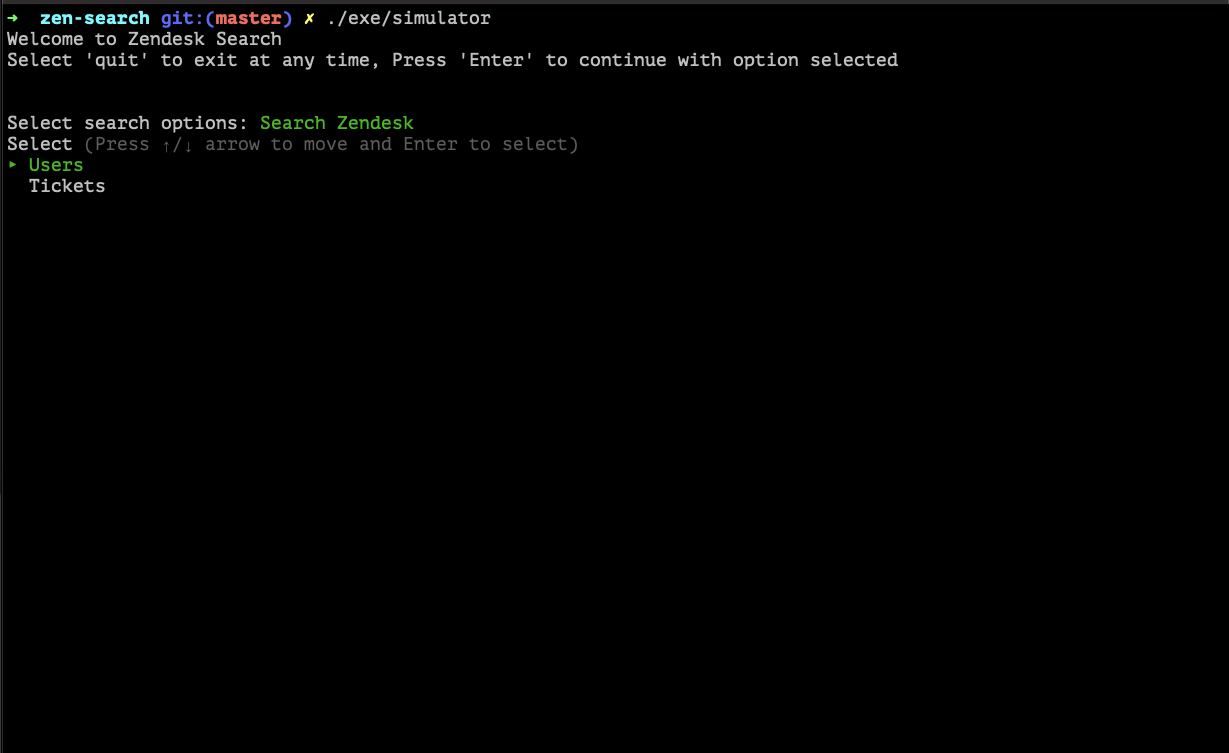 ➜  zen-search git:(master) ✗ ./exe/simulator
Welcome to Zendesk Search
Select 'quit' to exit at any time, Press 'Enter' to continue with option selected
Select search options: Search Zendesk
Select (Press ↑/↓ arrow to move and Enter to select)
‣ Users
  Tickets